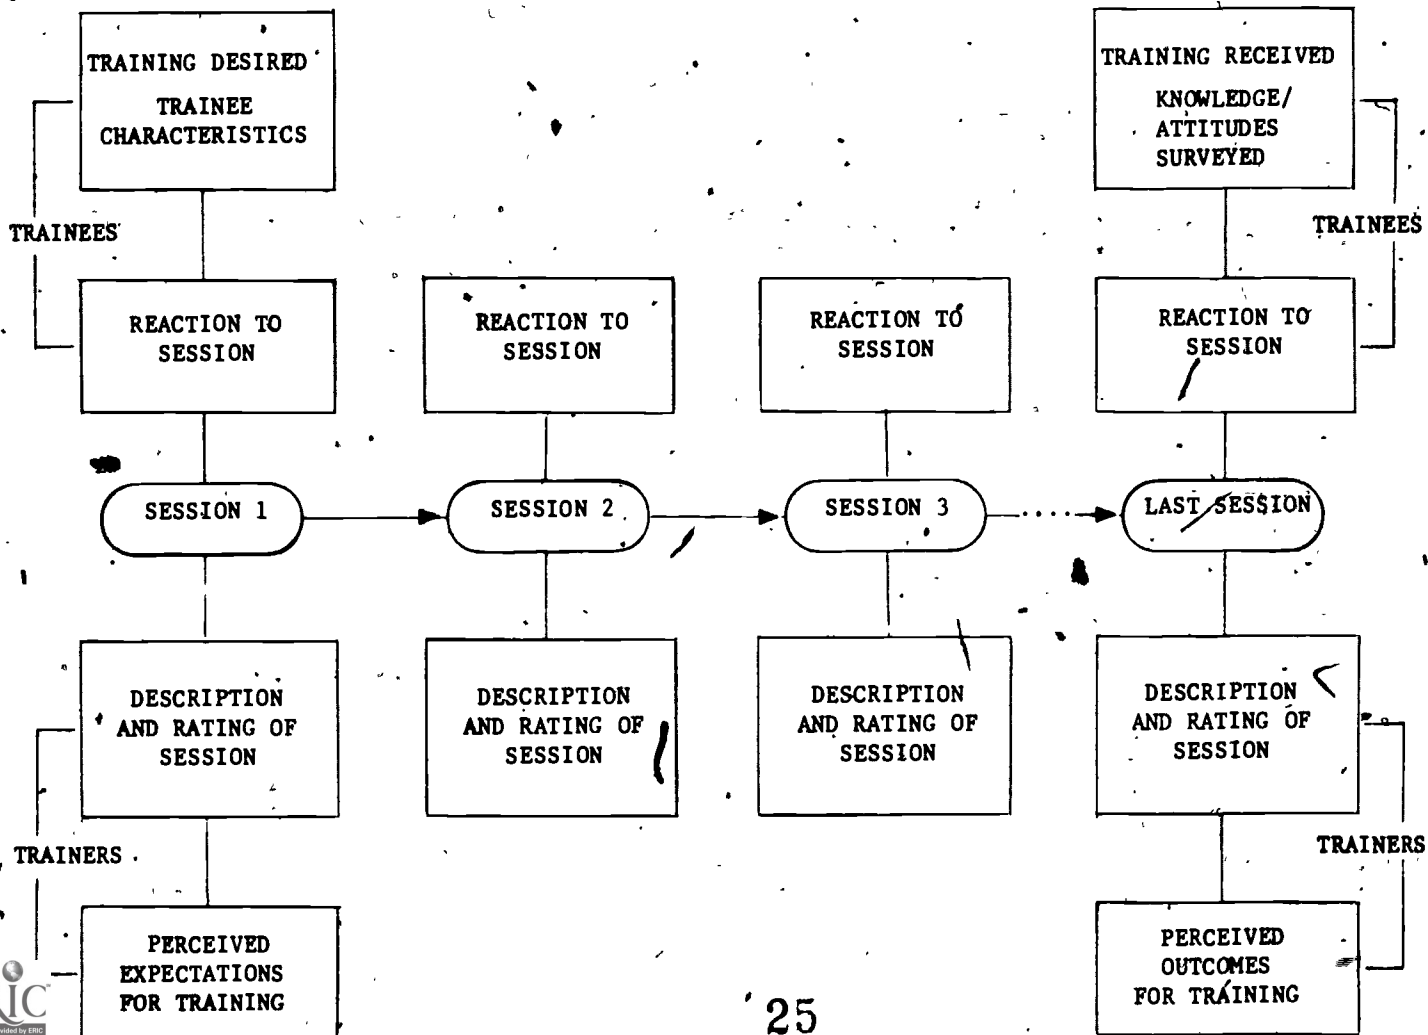 TRAINING DESIRED
TRAINEE
CHARACTERISTICS
TRAINING RECEIVED
KNOWLEDGE/
ATTITUDES
SURVEYED
TRAINEES
TRAINEES
REACTION TO
SESSION
REACTION TO
SESSION
REACTION TO
SESSION
REACTION TO
SESSION
SESSION 1
SESSION 2
SESSION 3
LAST SESSION
DESCRIPTION
AND RATING OF
SESSION
DESCRIPTION
AND RATING OF
SESSION
DESCRIPTION
AND RATING OF
SESSION
DESCRIPTION
AND RATING OF
SESSION
TRAINERS
TRAINERS
PERCEIVED
EXPECTATIONS
FOR TRAINING
PERCEIVED
OUTCOMES
FOR TRAINING
25